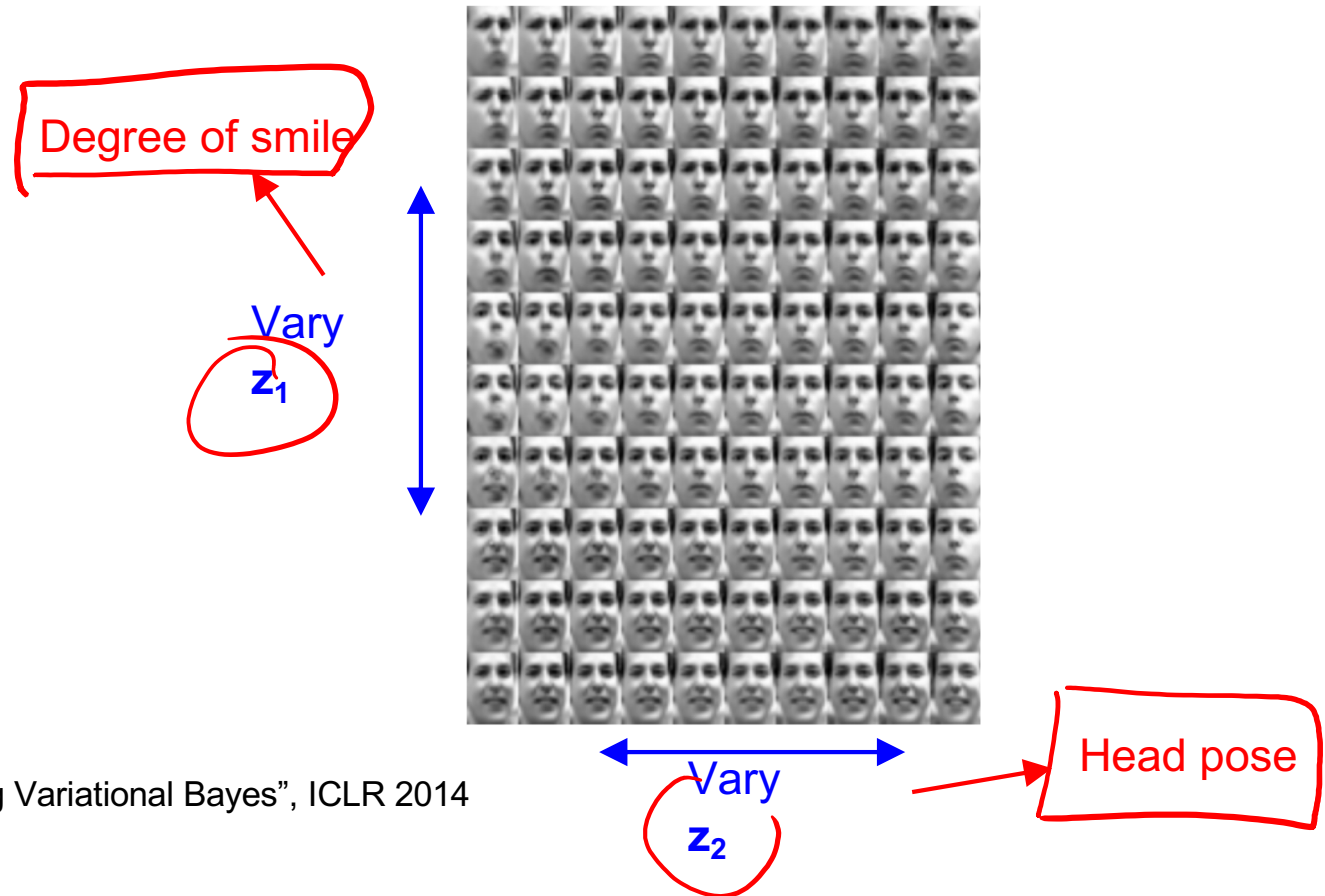 Degree of smile
Vary
z₁
Head pose
Vary
z₂
Variational Bayes”, ICLR 2014